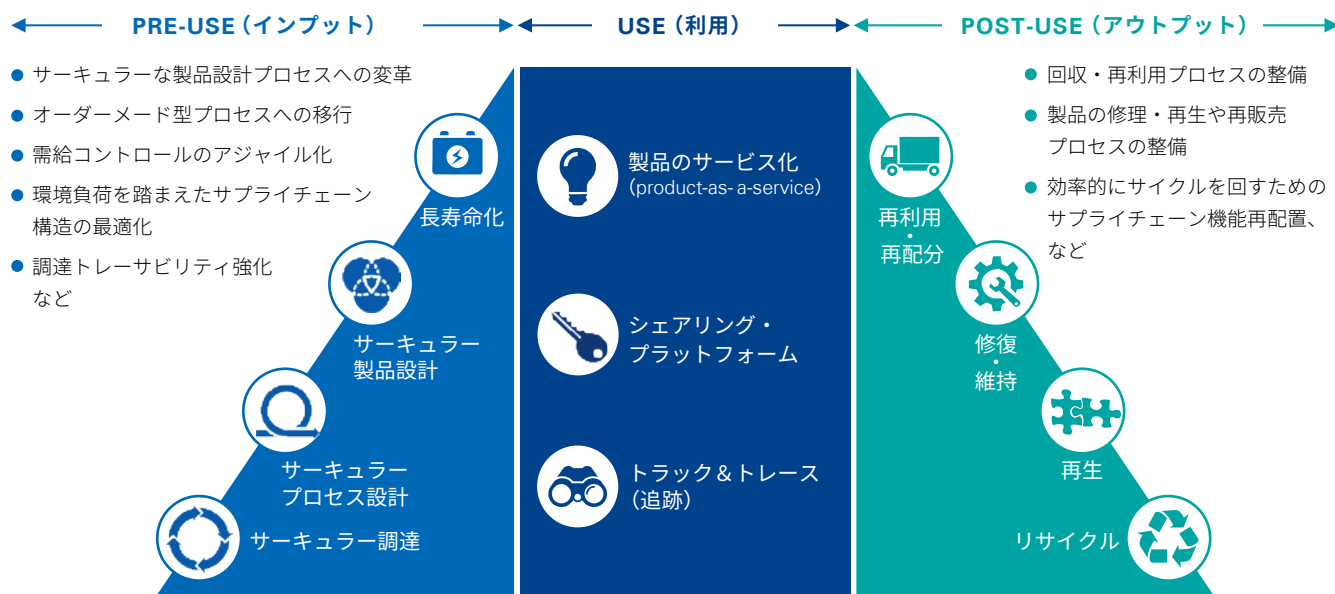 PRE-USE（インプット）
USE（利用）
POST-USE（アウトプット）
サーキュラーな製品設計プロセスへの変革
オーダーメード型プロセスへの移行
需給コントロールのアジャイル化
環境負荷を踏まえたサプライチェーン
構造の最適化
調達トレーサビリティ強化
など
長寿命化
サーキュラー
製品設計
サーキュラー
プロセス設計
サーキュラー調達
製品のサービス化
（product-as- a-service）
シェアリング・
プラットフォーム
トラック＆トレース
（追跡）
回収・再利用プロセスの整備
製品の修理・再生や再販売
プロセスの整備
効率的にサイクルを回すための
サプライチェーン機能再配置、
など
再利用
・
再配分
修復
・
維持
再生
リサイクル